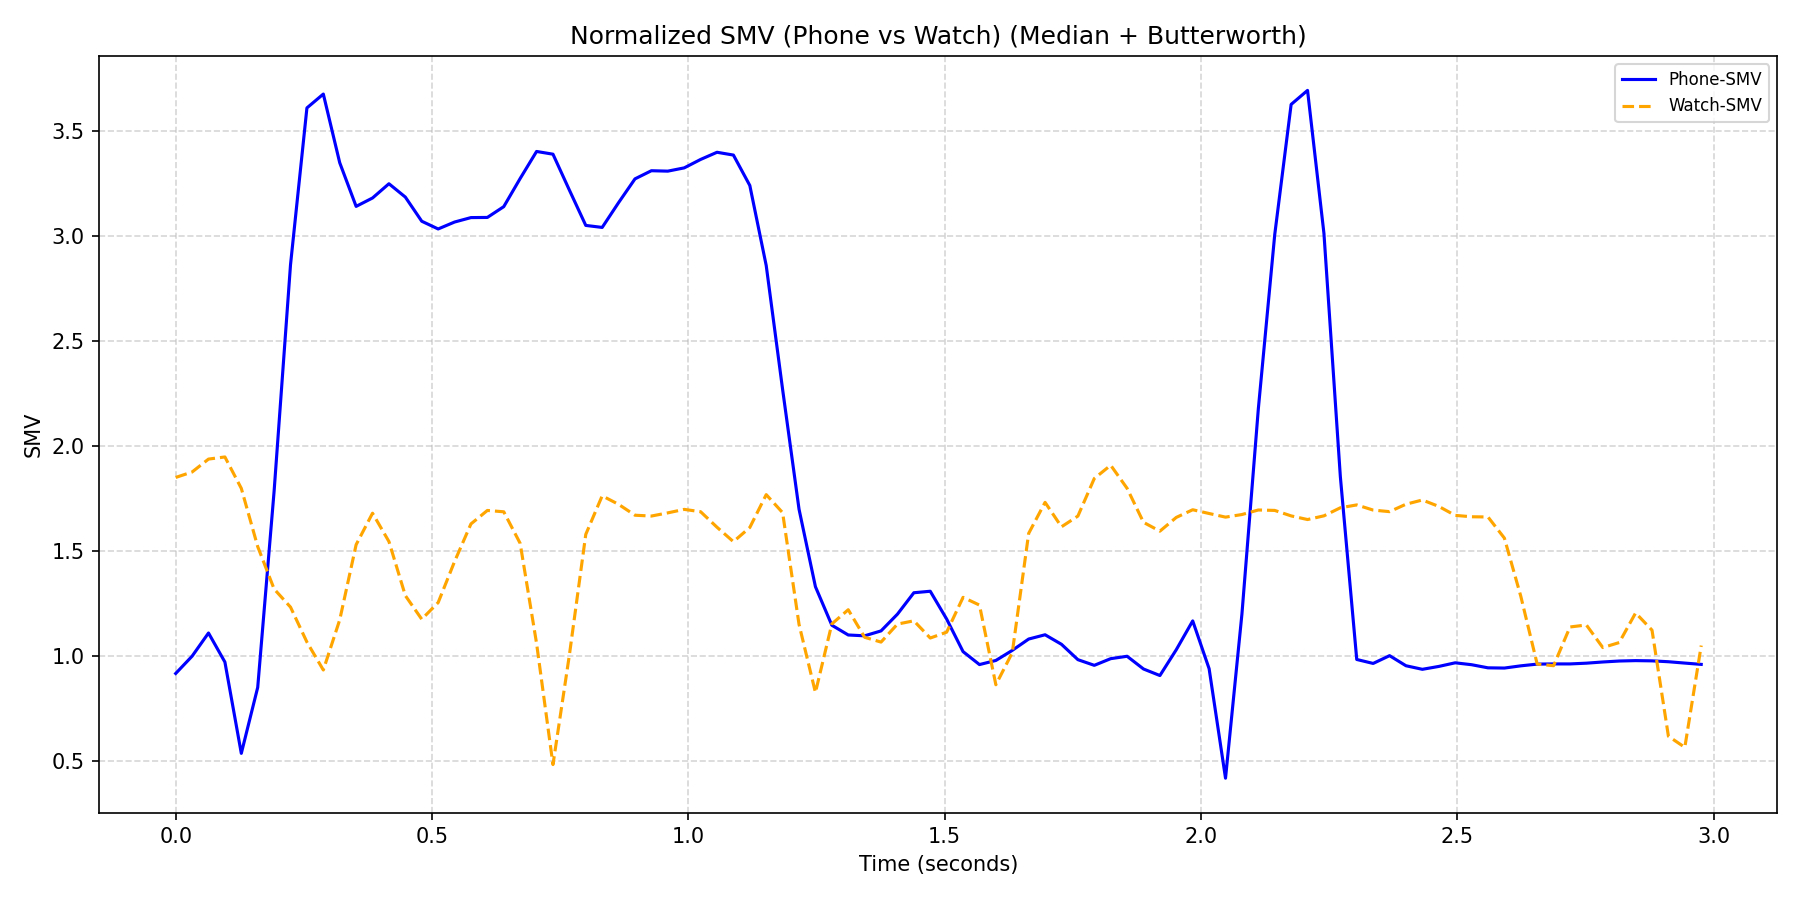 Normalized SMV (Phone vs Watch) (Median + Butterworth)
Phone-SMV
Watch-SMV
SMV
3.5
3.0
2.5
2.0
1.5
1.0
0.5
0.0 0.5 1.0 1.5 2.0 2.5 3.0
Time (seconds)